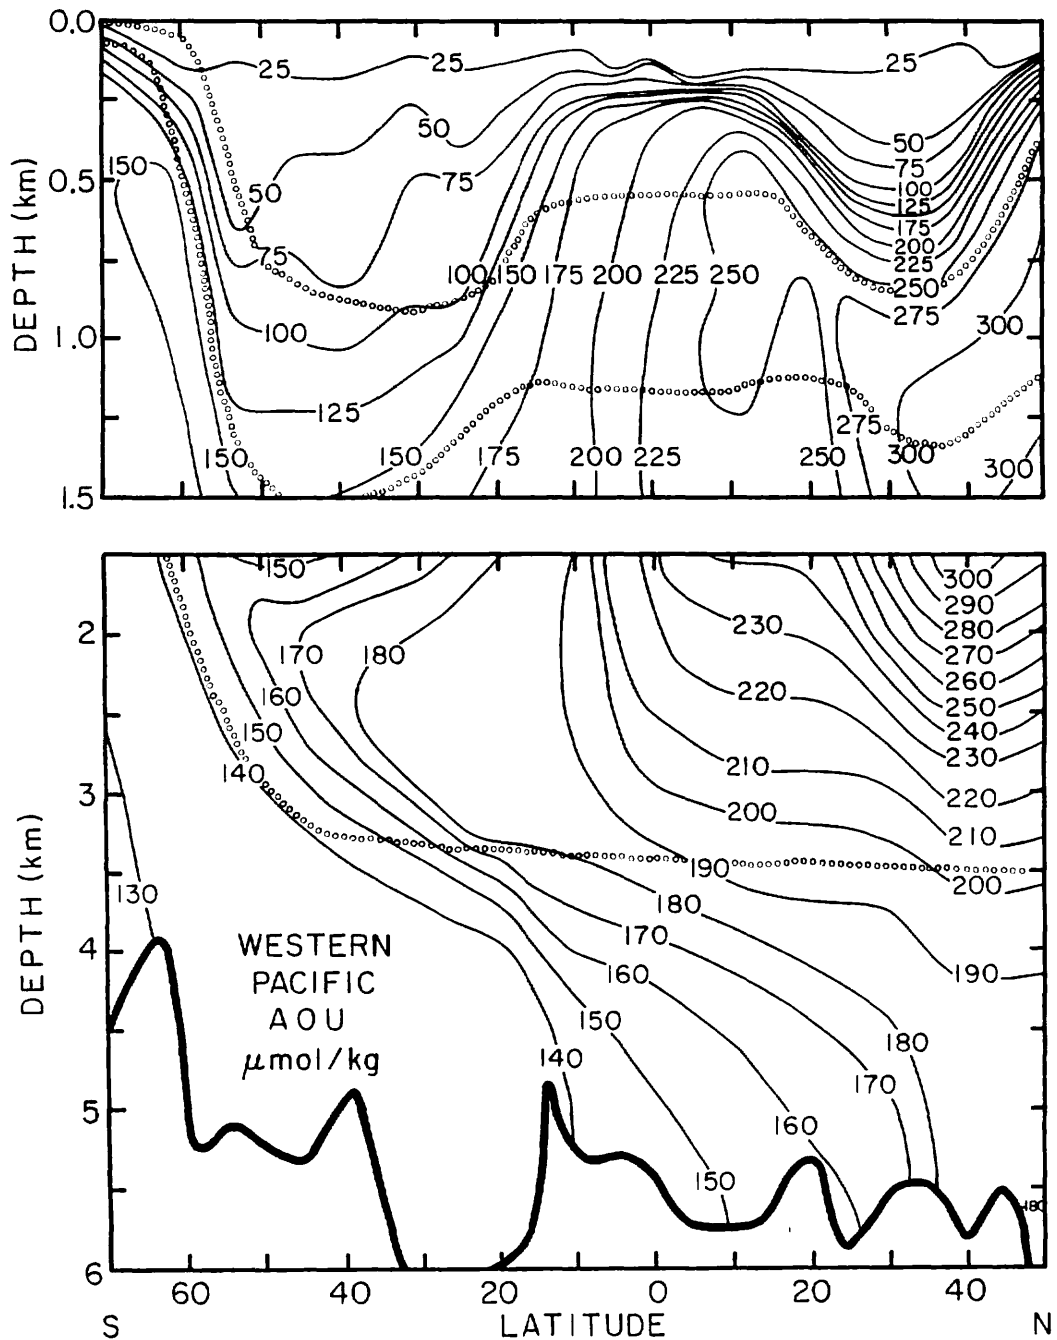 0.0
25 25 25
50 50
75
150
0.5 50 75 100
125
175
75 200
100 150 175 200 225 250 225
250
275
1.0 100 300
125 275
150 150 175 200 225 250 300 300
1.5
DEPTH (km)
150 300
290
2 230 280
170 180 270
160 220 260
150 250
240
140 210 230
3 200 220
210
190 200
130 180
WESTERN 170
4 PACIFIC 160 190
AOU 150 180
μmol/kg 140 170
5 160
150 180
6
DEPTH (km)
60 40 20 0 20 40
S LATITUDE N